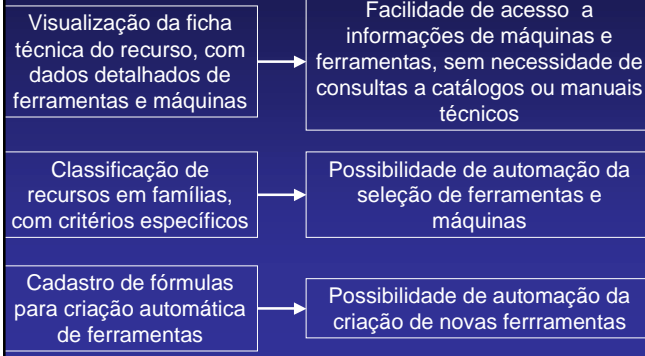 Visualização da ficha
técnica do recurso, com
dados detalhados de
ferramentas e máquinas
Facilidade de acesso a
informações de máquinas e
ferramentas, sem necessidade de
consultas a catálogos ou manuais
técnicos
Classificação de
recursos em famílias,
com critérios específicos
Possibilidade de automação da
seleção de ferramentas e
máquinas
Cadastro de fórmulas
para criação automática
de ferramentas
Possibilidade de automação da
criação de novas ferrramentas